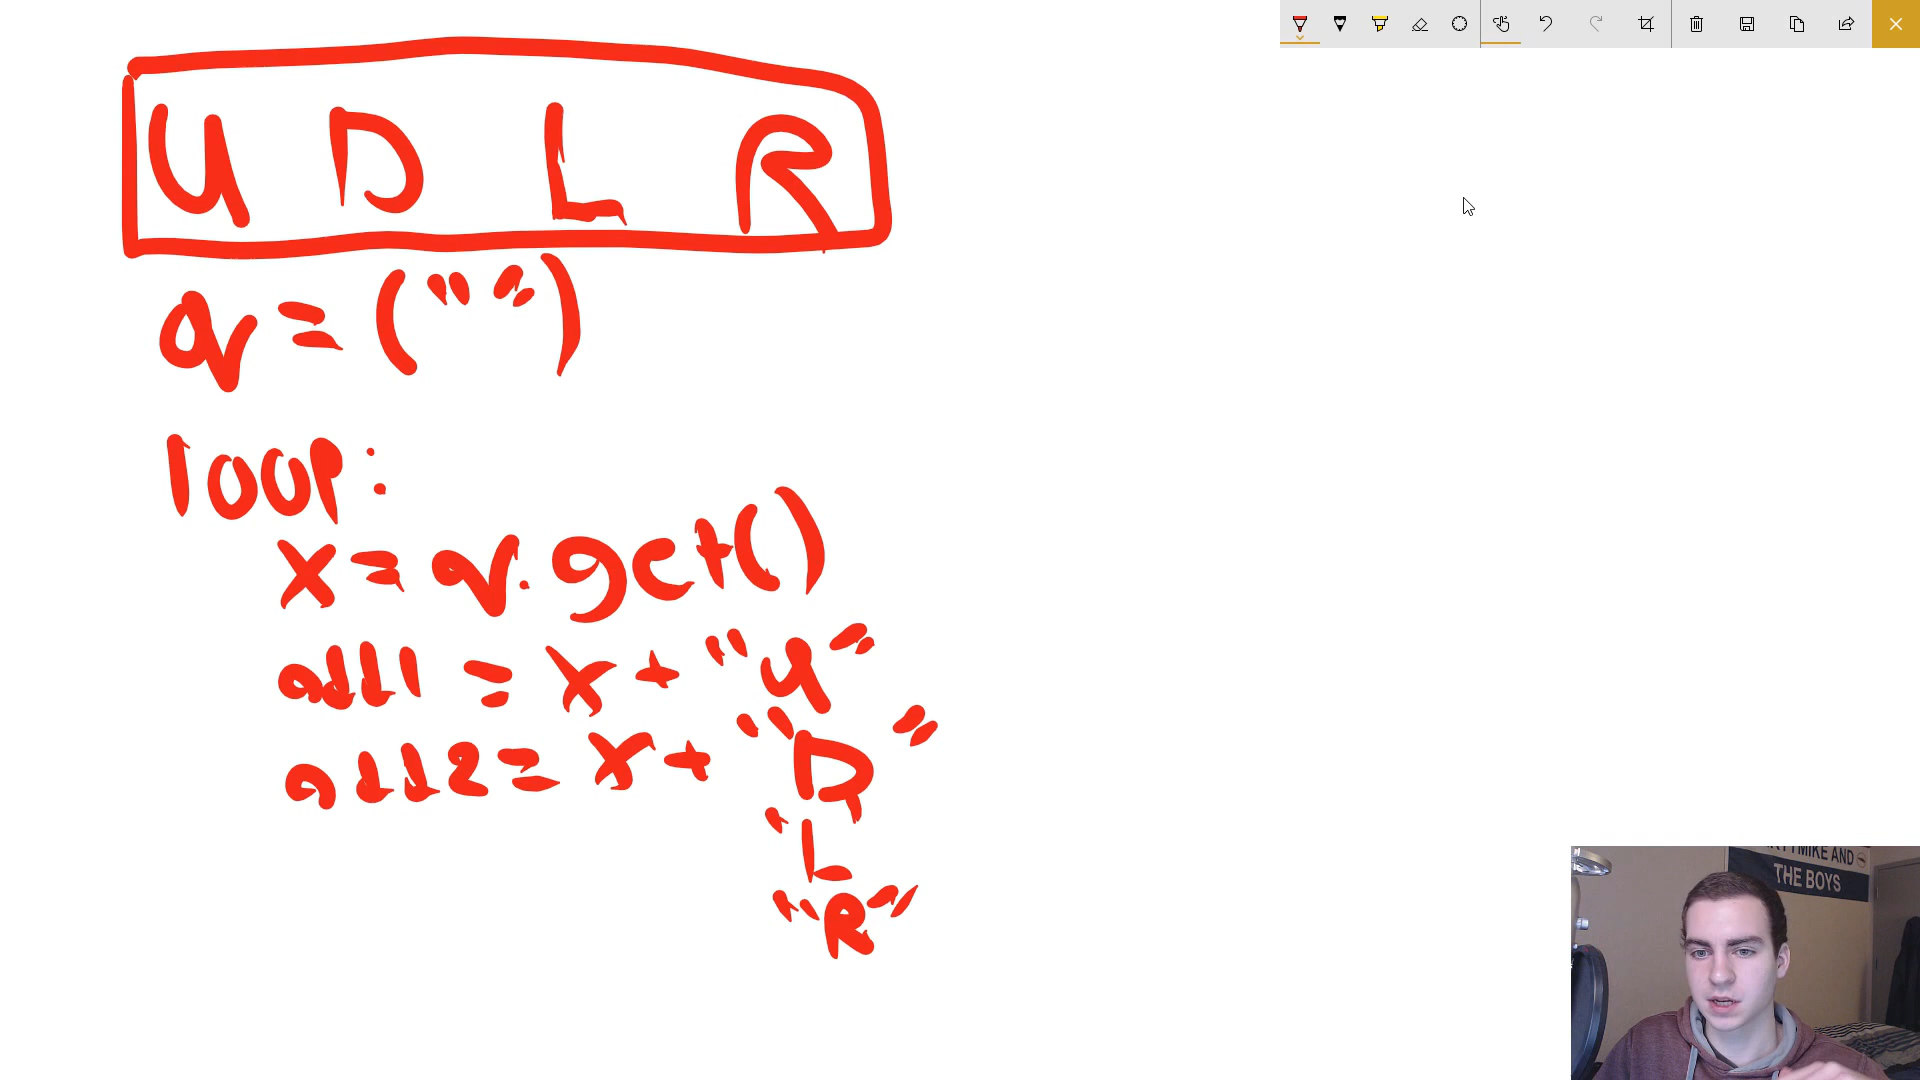 U D L R
q = (" ")
loop:
x = q.get()
add1 = x + "U"
add2 = x + "D"
"L
"R"
MIKE AND
THE BOYS